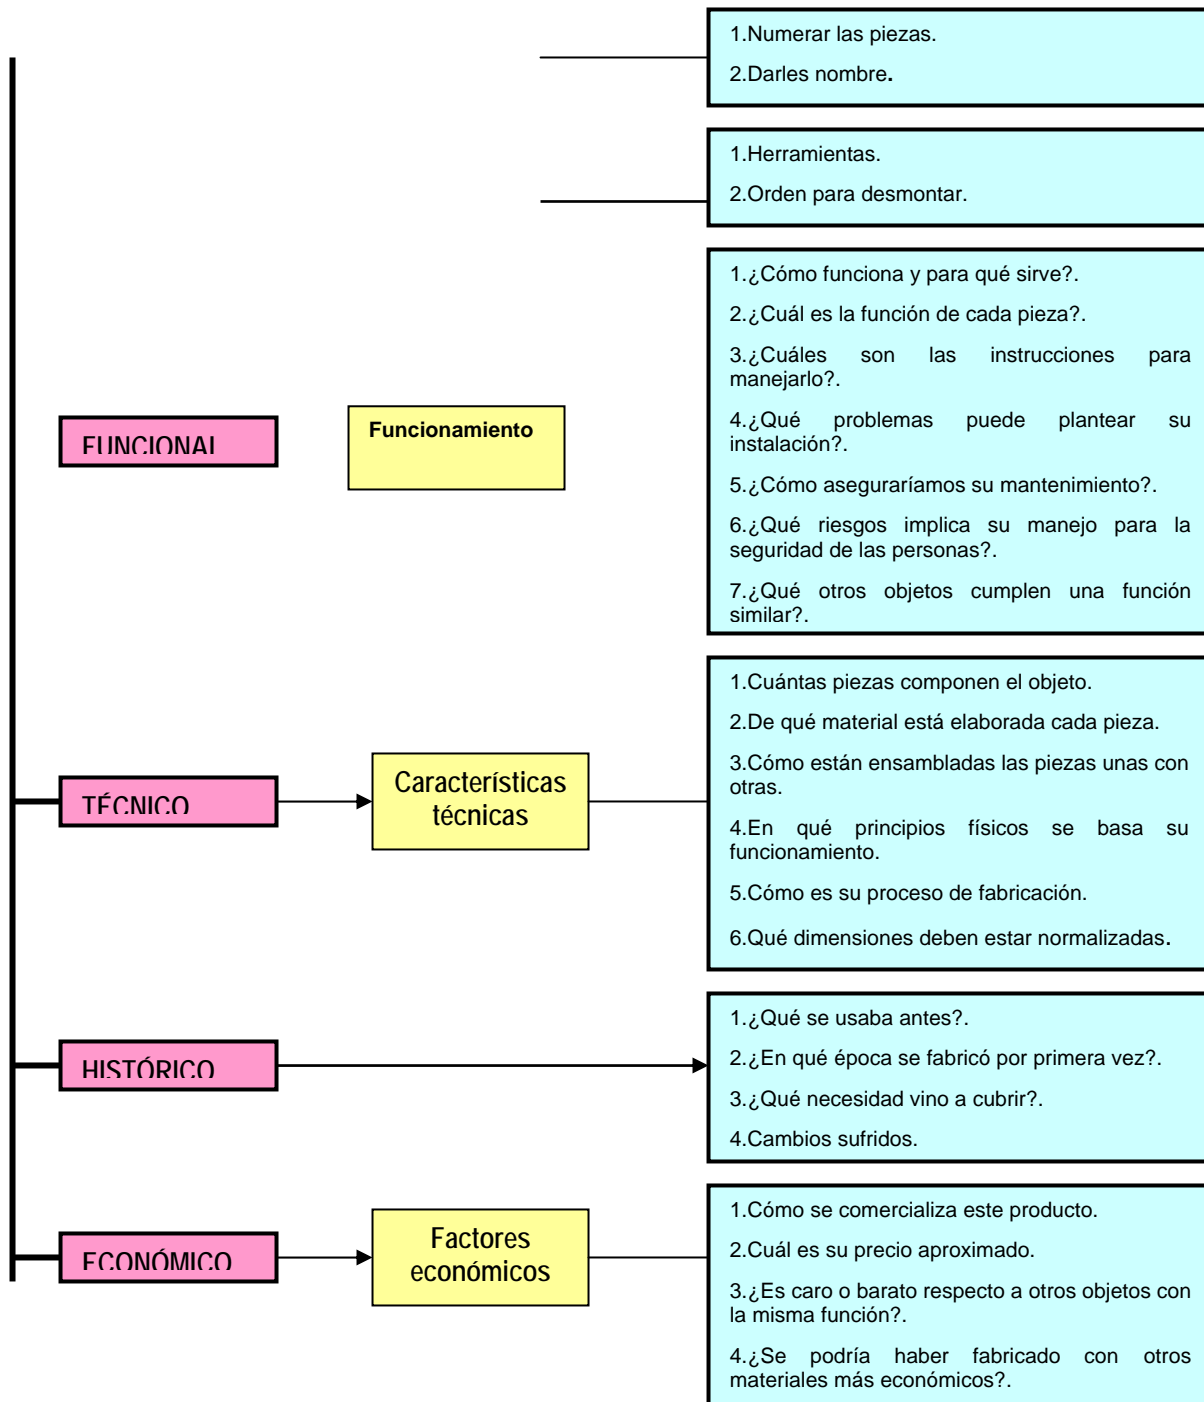 1.Numerar las piezas.
2.Darles nombre.
1.Herramientas.
2.Orden para desmontar.
FUNCIONAL
Funcionamiento
1.¿Cómo funciona y para qué sirve?.
2.¿Cuál es la función de cada pieza?.
3.¿Cuáles son las instrucciones para
manejarlo?.
4.¿Qué problemas puede plantear su
instalación?.
5.¿Cómo aseguraríamos su mantenimiento?.
6.¿Qué riesgos implica su manejo para la
seguridad de las personas?.
7.¿Qué otros objetos cumplen una función
similar?.
TÉCNICO
Características
técnicas
1.Cuántas piezas componen el objeto.
2.De qué material está elaborada cada pieza.
3.Cómo están ensambladas las piezas unas con
otras.
4.En qué principios físicos se basa su
funcionamiento.
5.Cómo es su proceso de fabricación.
6.Qué dimensiones deben estar normalizadas.
HISTÓRICO
1.¿Qué se usaba antes?.
2.¿En qué época se fabricó por primera vez?.
3.¿Qué necesidad vino a cubrir?.
4.Cambios sufridos.
ECONÓMICO
Factores
económicos
1.Cómo se comercializa este producto.
2.Cuál es su precio aproximado.
3.¿Es caro o barato respecto a otros objetos con
la misma función?.
4.¿Se podría haber fabricado con otros
materiales más económicos?.